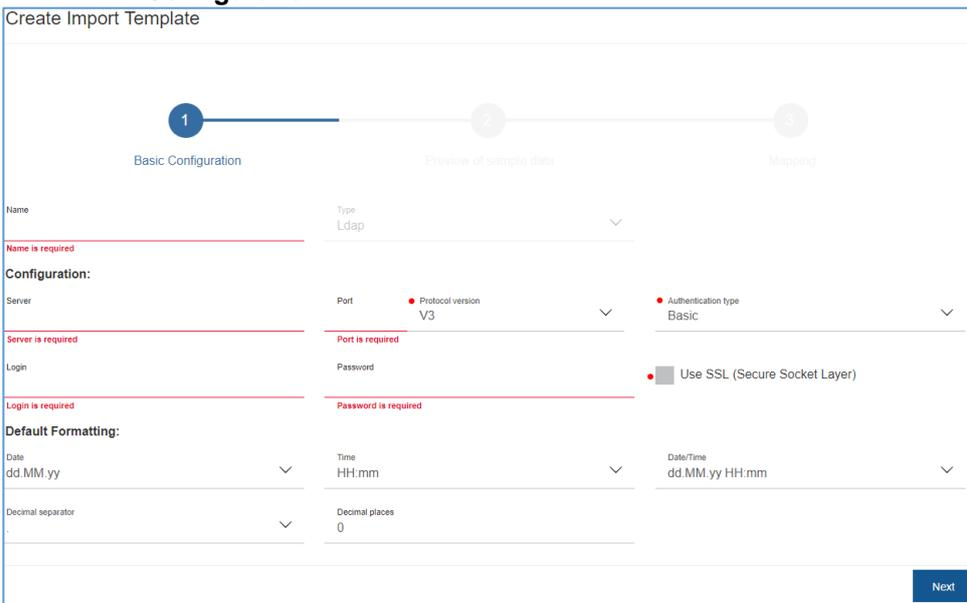 Create Import Template
1 2 3
Basic Configuration Preview of sample data Mapping
Name Type
Ldap
Name is required
Configuration:
Server Port Protocol version Authentication type
V3 Basic
Server is required Port is required
Login Password Use SSL (Secure Socket Layer)
Login is required Password is required
Default Formatting:
Date Time Date/Time
dd.MM.yy HH:mm dd.MM.yy HH:mm
Decimal separator Decimal places
. 0
Next